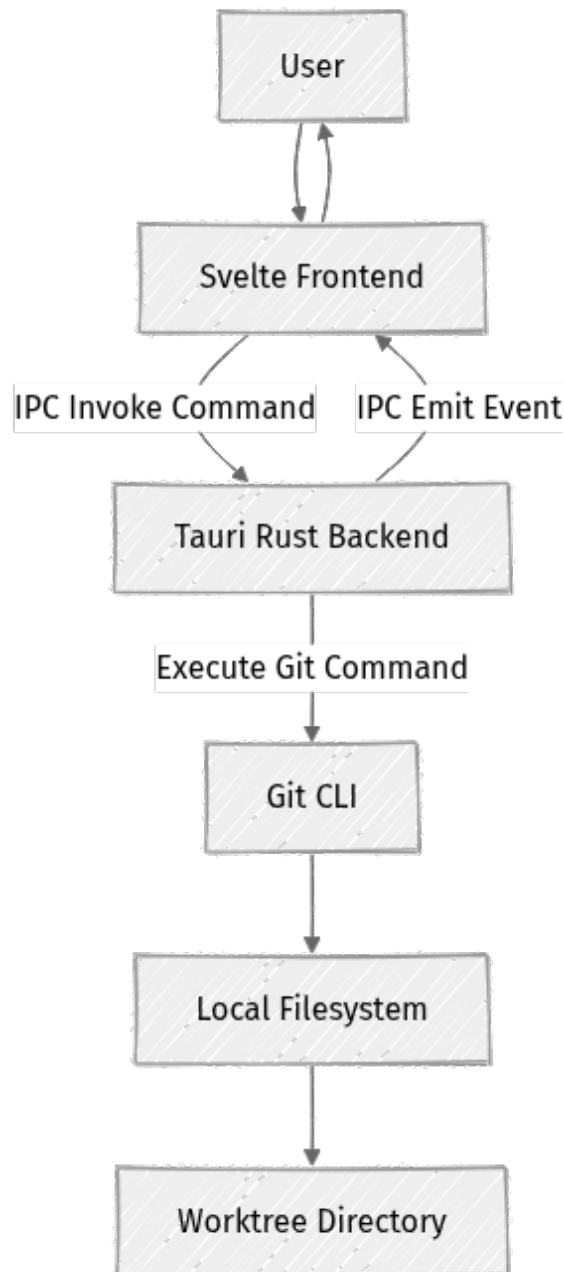 User
Svelte Frontend
IPC Invoke Command
IPC Emit Event
Tauri Rust Backend
Execute Git Command
Git CLI
Local Filesystem
Worktree Directory